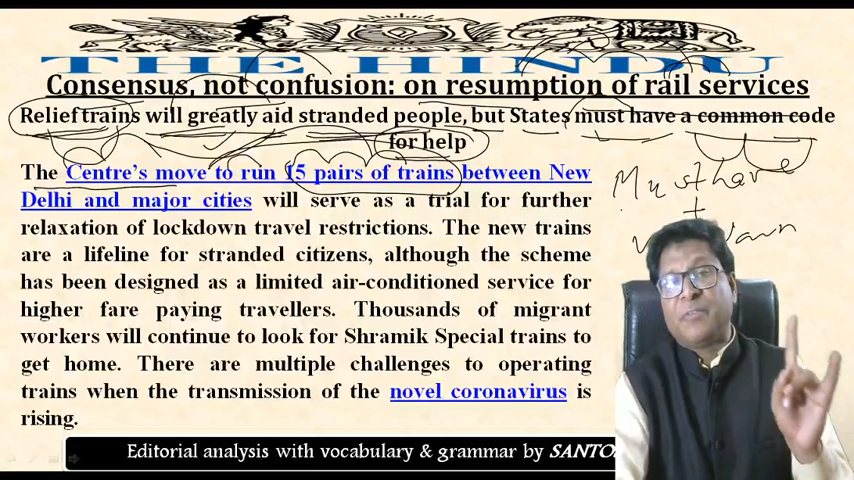 THE HINDU
Consensus, not confusion: on resumption of rail services
Relief trains will greatly aid stranded people, but States must have a common code
for help
The Centre's move to run 15 pairs of trains between New
Delhi and major cities will serve as a trial for further
relaxation of lockdown travel restrictions. The new trains
are a lifeline for stranded citizens, although the scheme
has been designed as a limited air-conditioned service for
higher fare paying travellers. Thousands of migrant
workers will continue to look for Shramik Special trains to
get home. There are multiple challenges to operating
trains when the transmission of the novel coronavirus is
rising.
Must have
+
Editorial analysis with vocabulary & grammar by SANTO